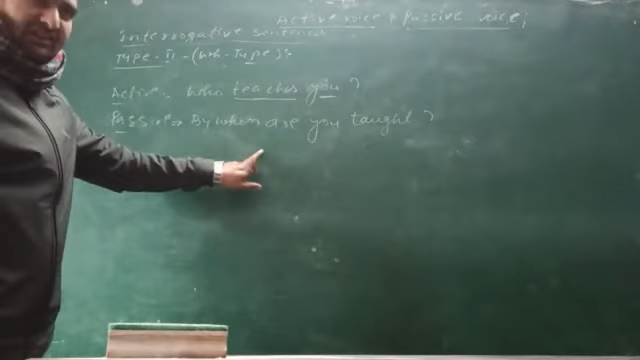 Active voice & Passive voice;
Interrogative sentences
Type-II - (Wh-Type):
Active - Who teaches you?
Passive → By whom are you taught?